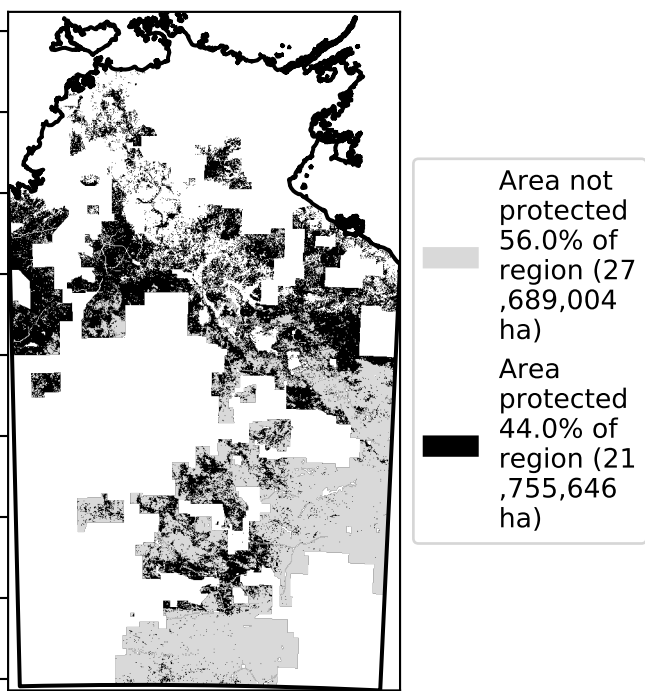 Area not
protected
56.0% of
region (27
,689,004
ha)
Area
protected
44.0% of
region (21
,755,646
ha)